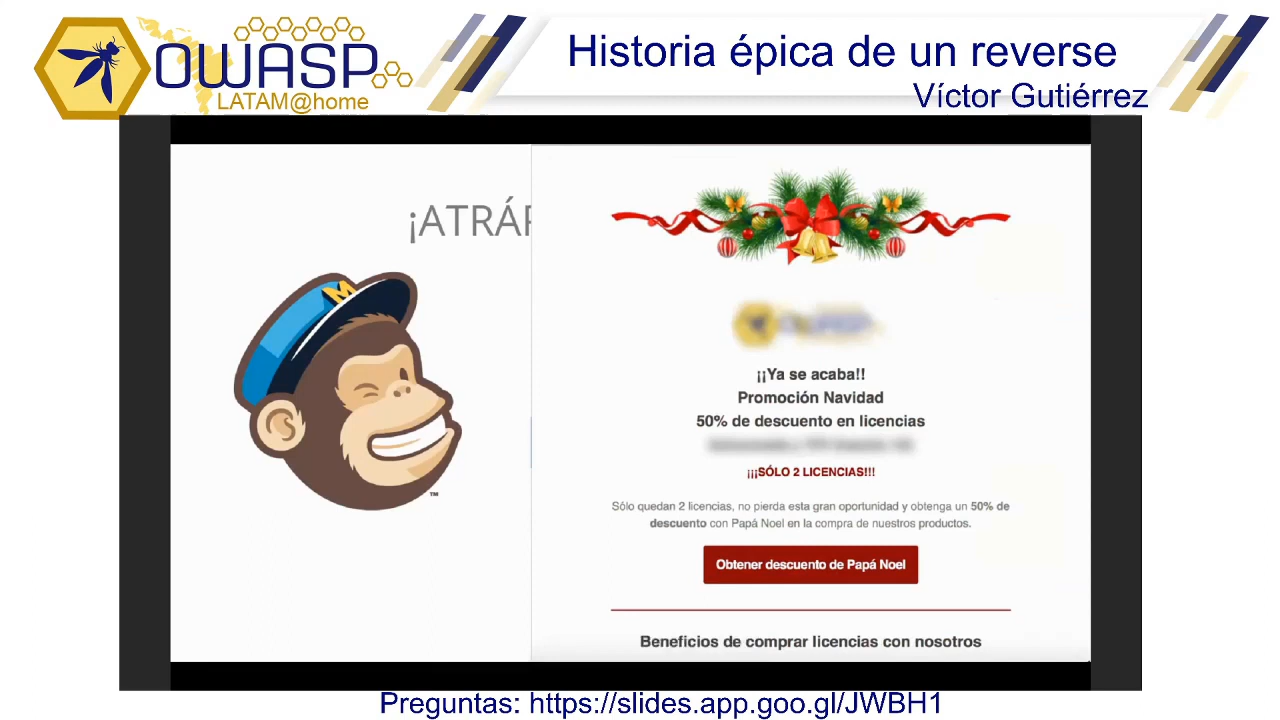 OWASP
LATAM@home
Historia épica de un reverse
Víctor Gutiérrez
¡ATRÁP
M
™
¡¡Ya se acaba!!
Promoción Navidad
50% de descuento en licencias
¡¡¡SÓLO 2 LICENCIAS!!!
Sólo quedan 2 licencias, no pierda esta gran oportunidad y obtenga un 50% de
descuento con Papá Noel en la compra de nuestros productos.
Obtener descuento de Papá Noel
Beneficios de comprar licencias con nosotros
Preguntas: https://slides.app.goo.gl/JWBH1